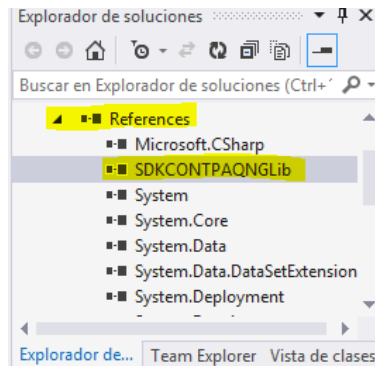 Explorador de soluciones
Buscar en Explorador de soluciones (Ctrl+´
References
Microsoft.CSharp
SDKCONTPAQNGLib
System
System.Core
System.Data
System.Data.DataSetExtension
System.Deployment
Explorador de... Team Explorer Vista de clases